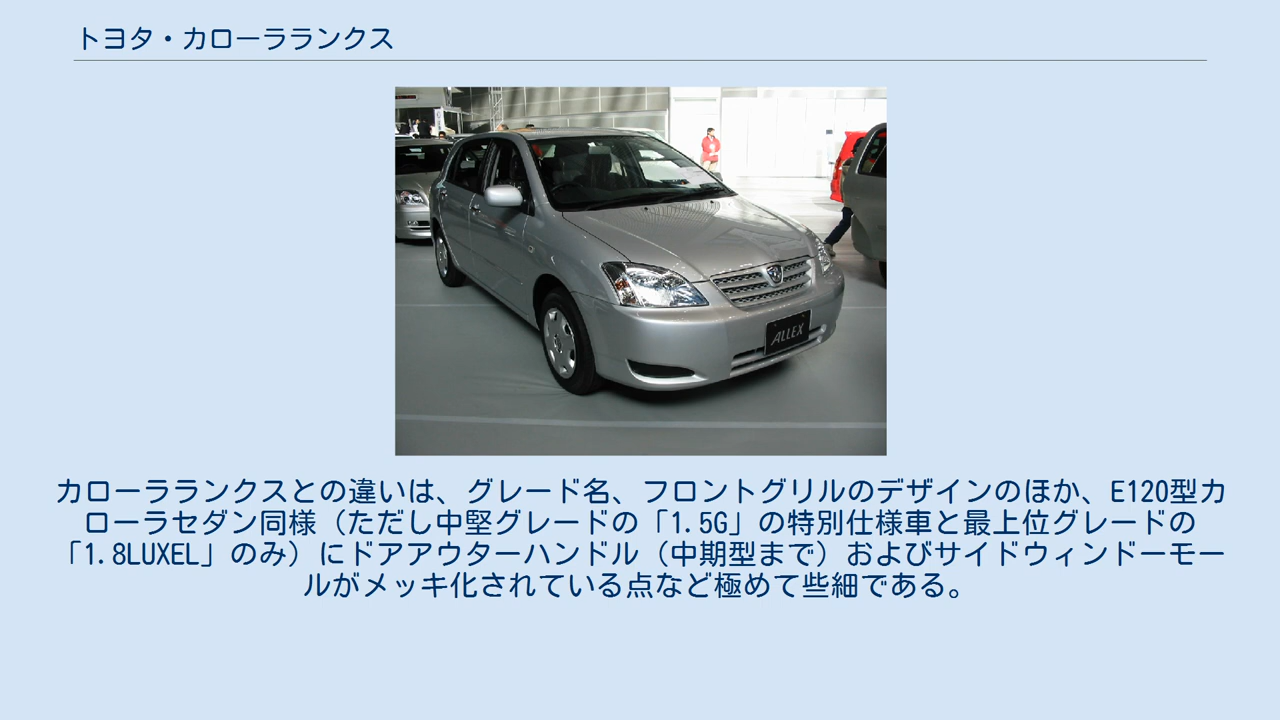 トヨタ・カローラランクス
ALLEX
カローラランクスとの違いは、グレード名、フロントグリルのデザインのほか、E120型カ
ローラセダン同様（ただし中堅グレードの「1.5G」の特別仕様車と最上位グレードの
「1.8LUXEL」のみ）にドアアウターハンドル（中期型まで）およびサイドウィンドーモー
ルがメッキ化されている点など極めて些細である。